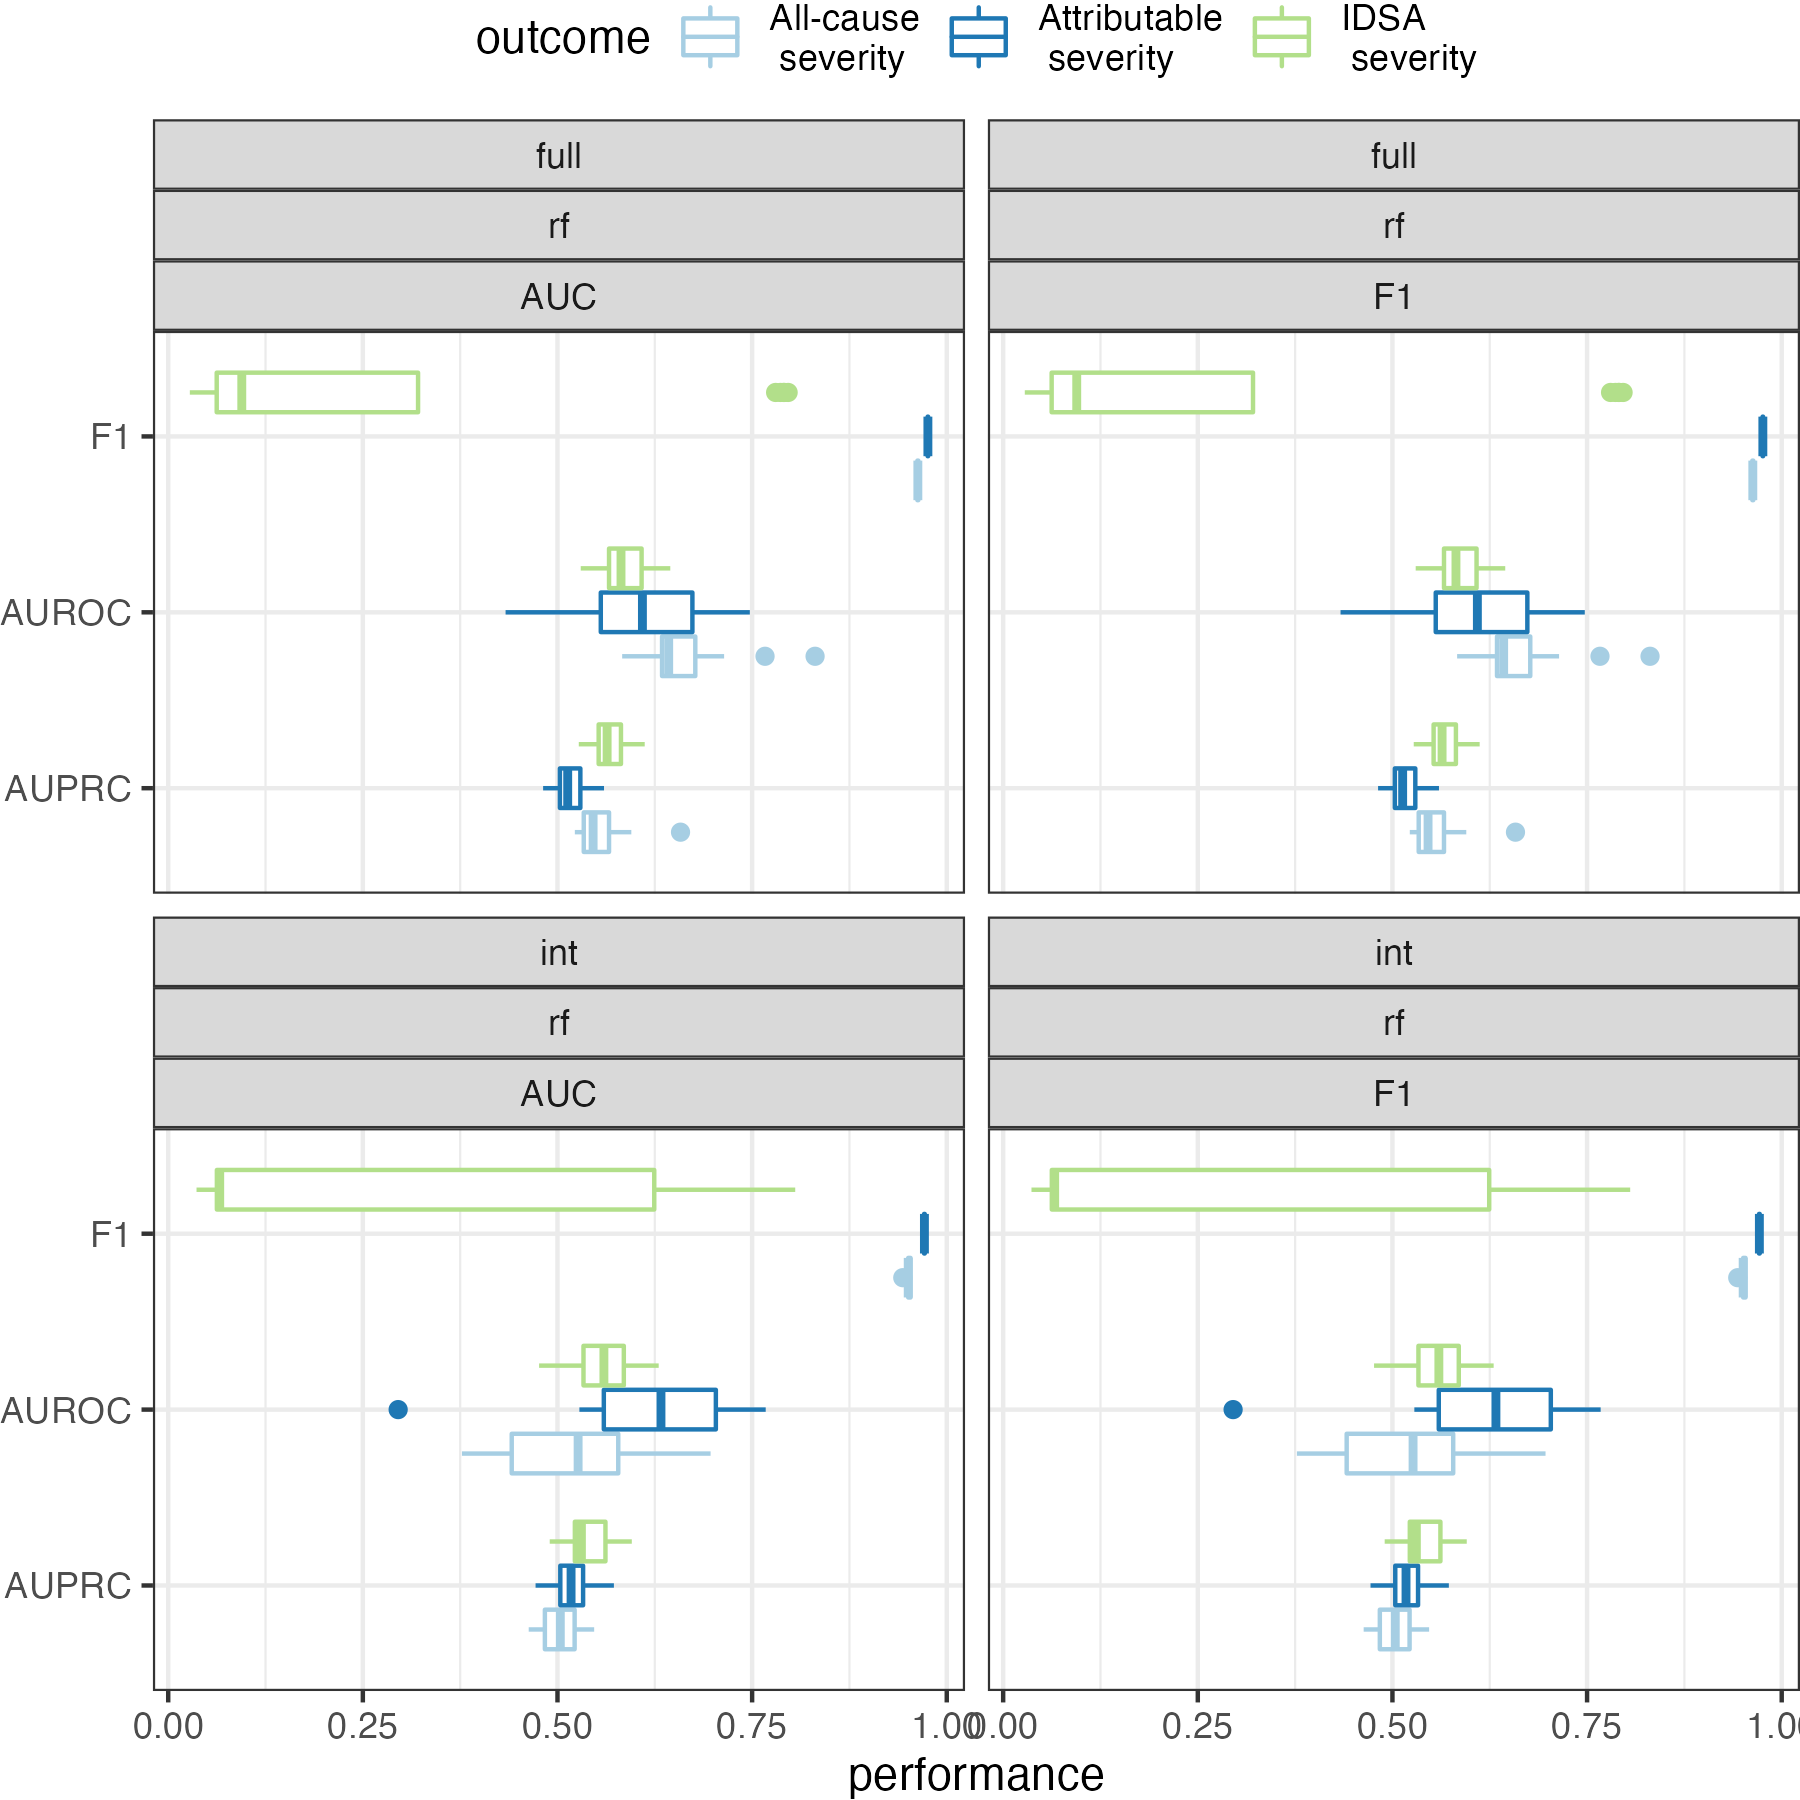 outcome
All-cause
severity
Attributable
severity
IDSA
severity
full
full
rf
rf
AUC
F1
F1
AUROC
AUPRC
int
int
rf
rf
AUC
F1
F1
AUROC
AUPRC
0.00 0.25 0.50 0.75 1.00
0.00 0.25 0.50 0.75 1.00
performance